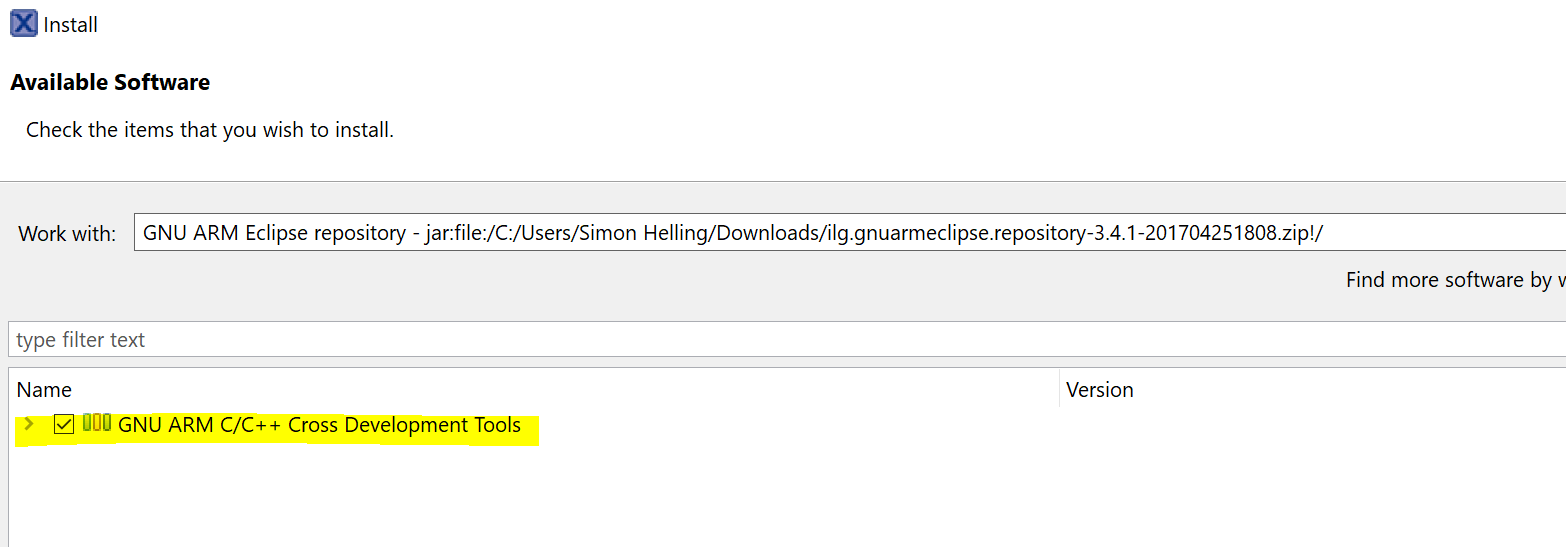 Install
Available Software
Check the items that you wish to install.
Work with: GNU ARM Eclipse repository - jar:file:/C:/Users/Simon Helling/Downloads/ilg.gnuarmeclipse.repository-3.4.1-201704251808.zip!/
Find more software by w
type filter text
Name Version
GNU ARM C/C++ Cross Development Tools